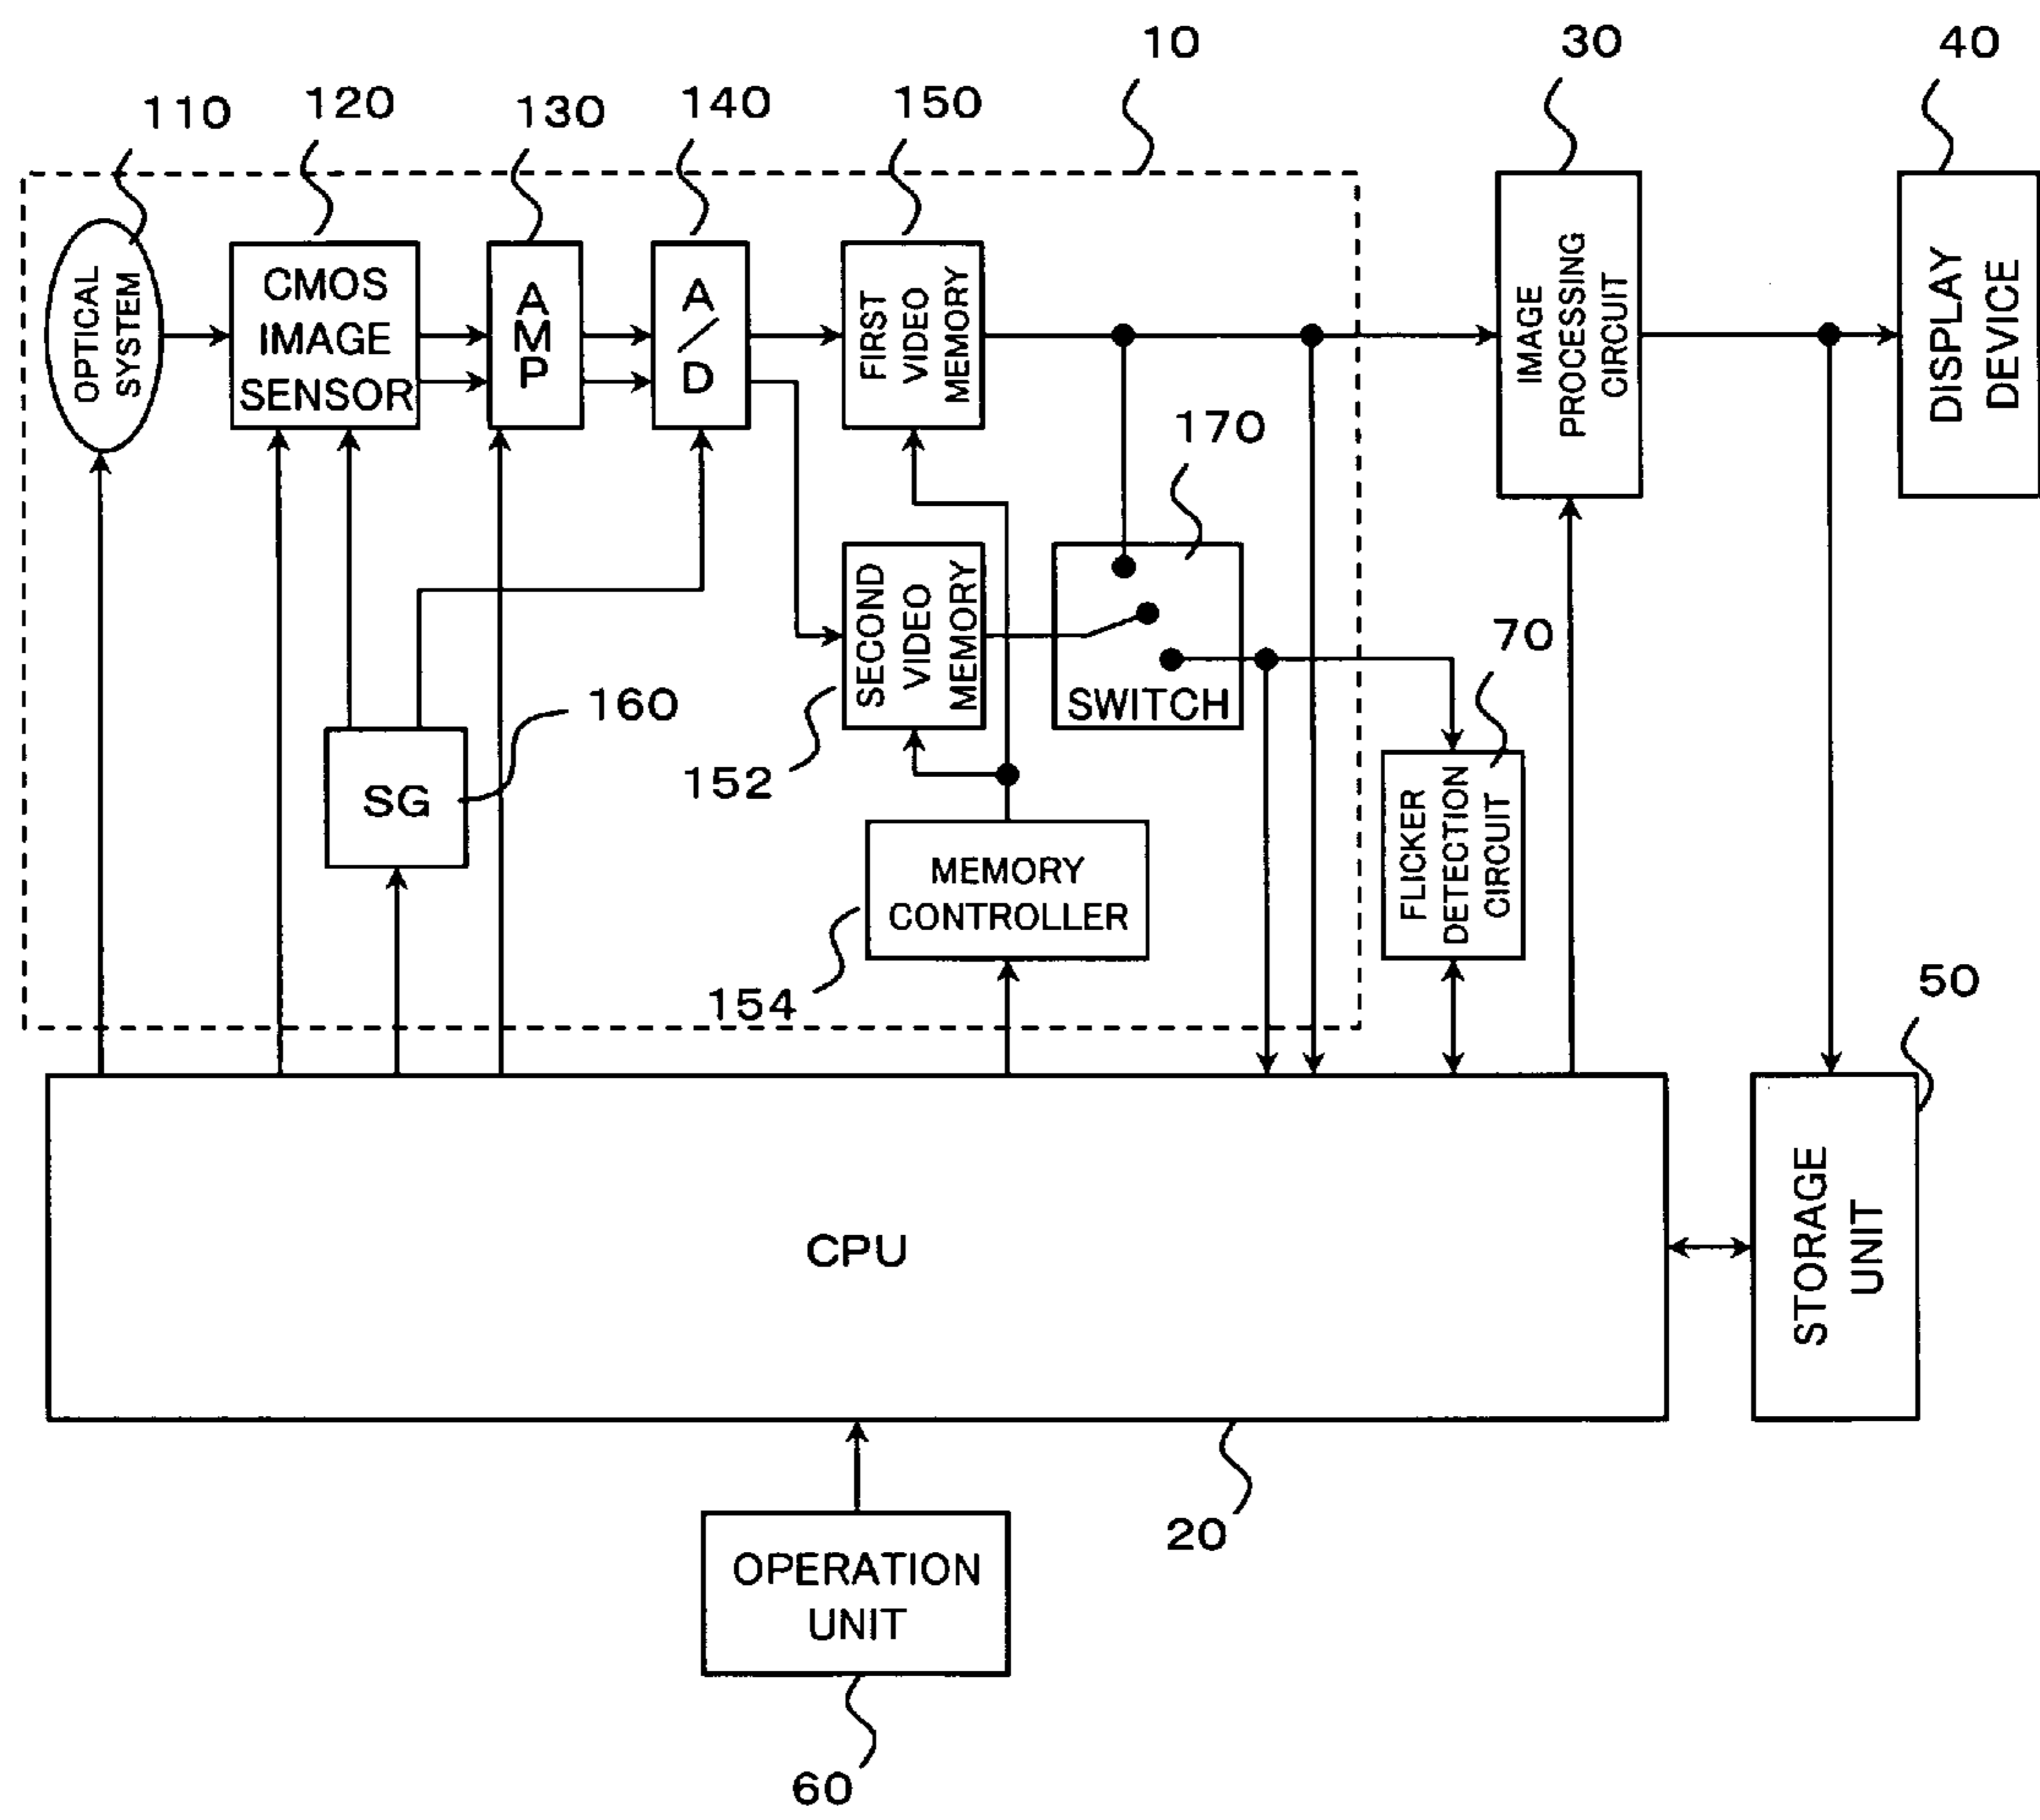 10
30
40
110
120
130
140
150
OPTICAL
SYSTEM
CMOS
IMAGE
SENSOR
AMP
A/D
FIRST
VIDEO
MEMORY
IMAGE
PROCESSING
CIRCUIT
DISPLAY
DEVICE
170
SECOND
VIDEO
MEMORY
SWITCH
70
160
152
SG
FLICKER
DETECTION
CIRCUIT
MEMORY
CONTROLLER
154
50
CPU
STORAGE
UNIT
20
OPERATION
UNIT
60